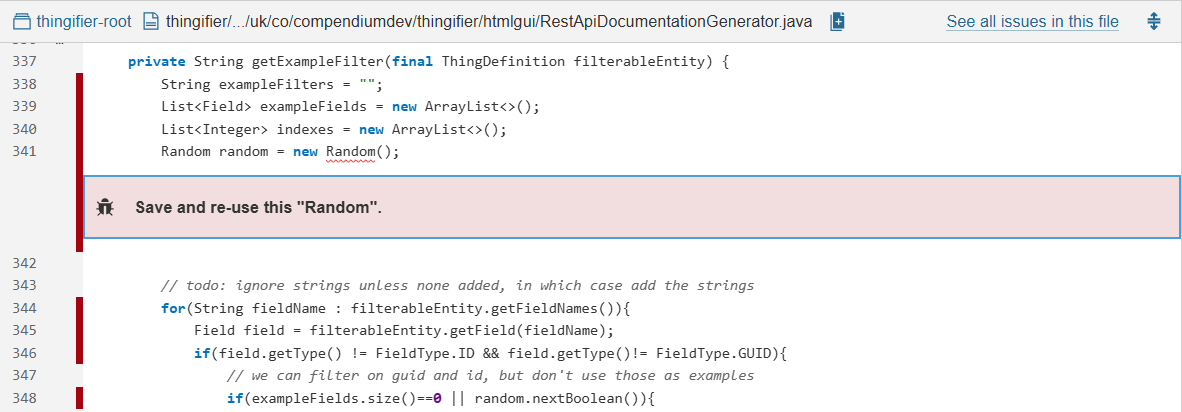 thingifier-root thingifier/.../uk/co/compendiumdev/thingifier/htmlgui/RestApiDocumentationGenerator.java See all issues in this file
337 private String getExampleFilter(final ThingDefinition filterableEntity) {
338 String exampleFilters = "";
339 List<Field> exampleFields = new ArrayList<>();
340 List<Integer> indexes = new ArrayList<>();
341 Random random = new Random();
Save and re-use this "Random".
342
343 // todo: ignore strings unless none added, in which case add the strings
344 for(String fieldName : filterableEntity.getFieldNames()){
345 Field field = filterableEntity.getField(fieldName);
346 if(field.getType() != FieldType.ID && field.getType()!= FieldType.GUID){
347 // we can filter on guid and id, but don't use those as examples
348 if(exampleFields.size()==0 || random.nextBoolean()){